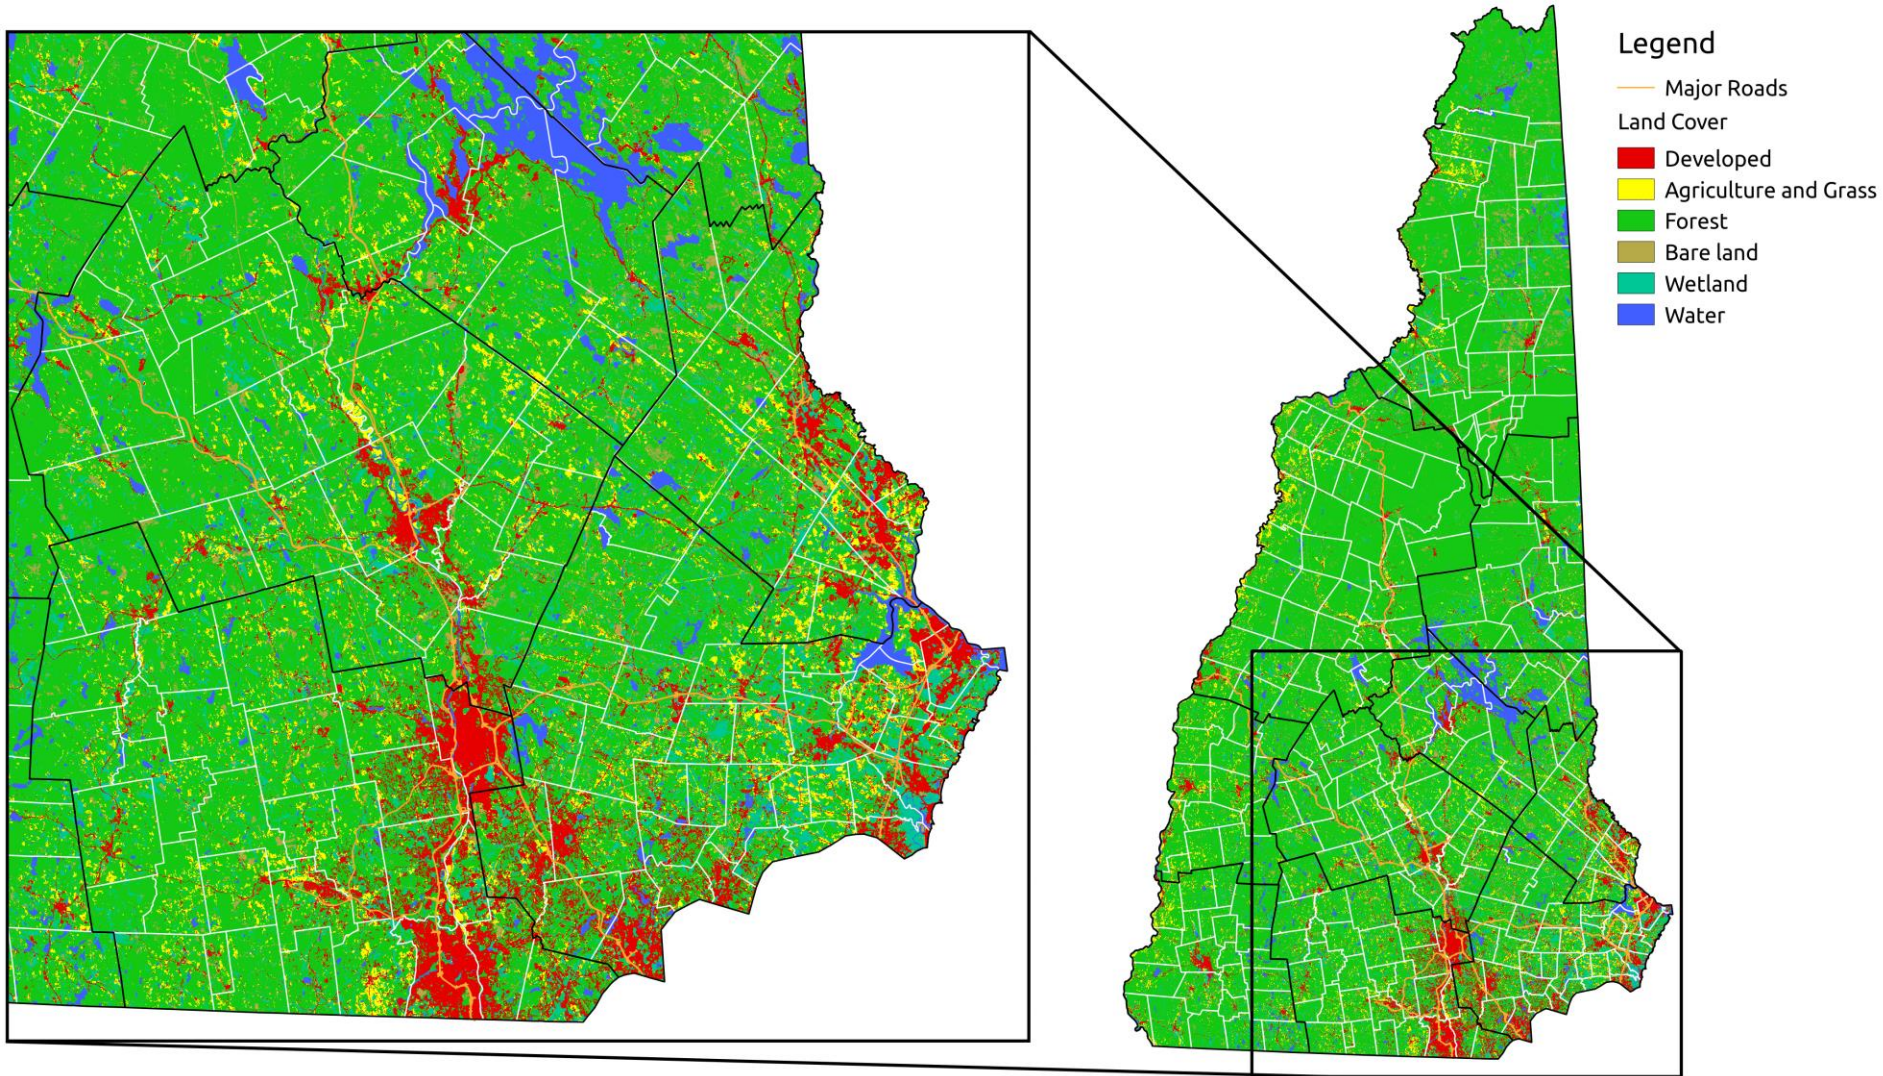 Legend
Major Roads
Land Cover
Developed
Agriculture and Grass
Forest
Bare land
Wetland
Water